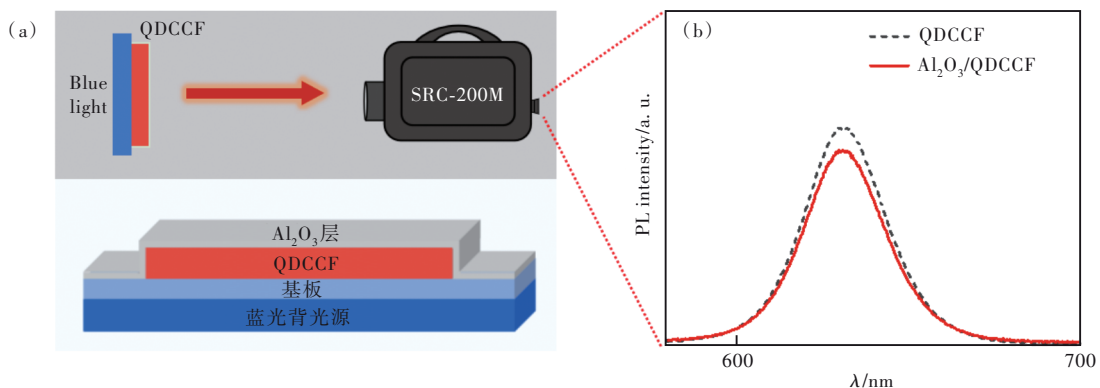 (a)
QDCCF
Blue
light
SRC-200M
Al₂O₃层
QDCCF
基板
蓝光背光源
(b)
QDCCF
Al₂O₃/QDCCF
PL intensity/a. u.
600
700
λ/nm